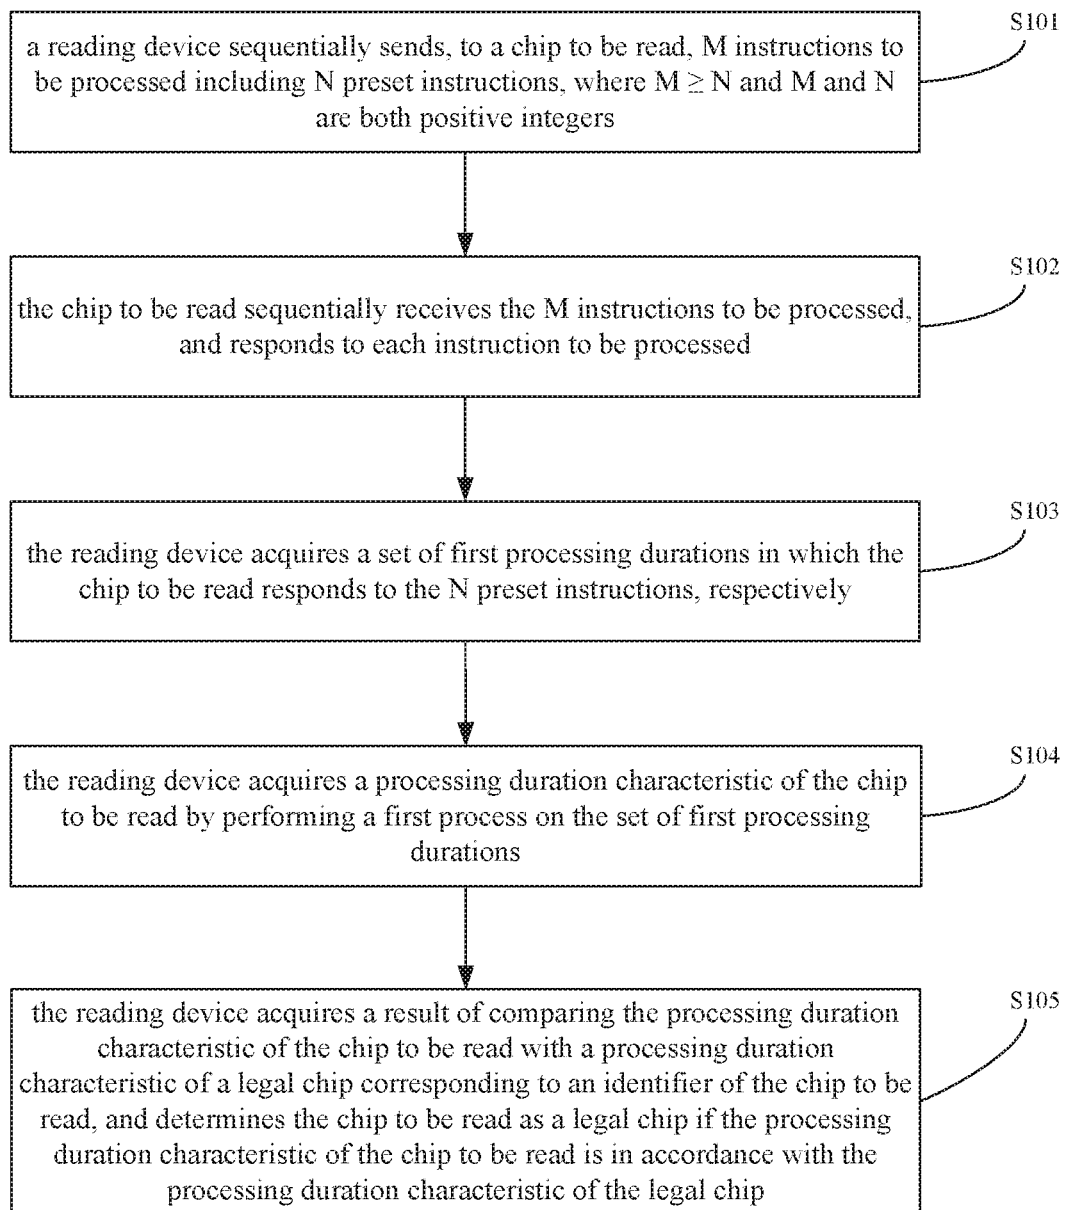 S101
a reading device sequentially sends, to a chip to be read, M instructions to
be processed including N preset instructions, where M ≥ N and M and N
are both positive integers
S102
the chip to be read sequentially receives the M instructions to be processed,
and responds to each instruction to be processed
S103
the reading device acquires a set of first processing durations in which the
chip to be read responds to the N preset instructions, respectively
S104
the reading device acquires a processing duration characteristic of the chip
to be read by performing a first process on the set of first processing
durations
S105
the reading device acquires a result of comparing the processing duration
characteristic of the chip to be read with a processing duration
characteristic of a legal chip corresponding to an identifier of the chip to be
read, and determines the chip to be read as a legal chip if the processing
duration characteristic of the chip to be read is in accordance with the
processing duration characteristic of the legal chip